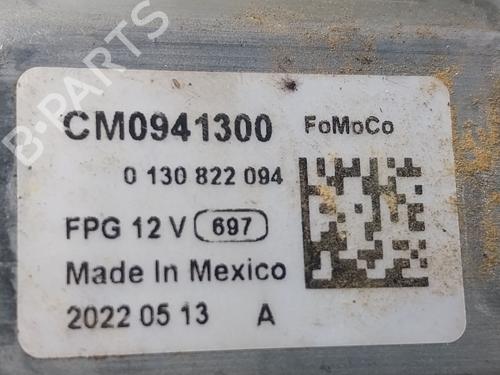 B-PARTS
CM0941300 FoMoCo
0 130 822 094
FPG 12 V 697
Made In Mexico
2022 05 13 A